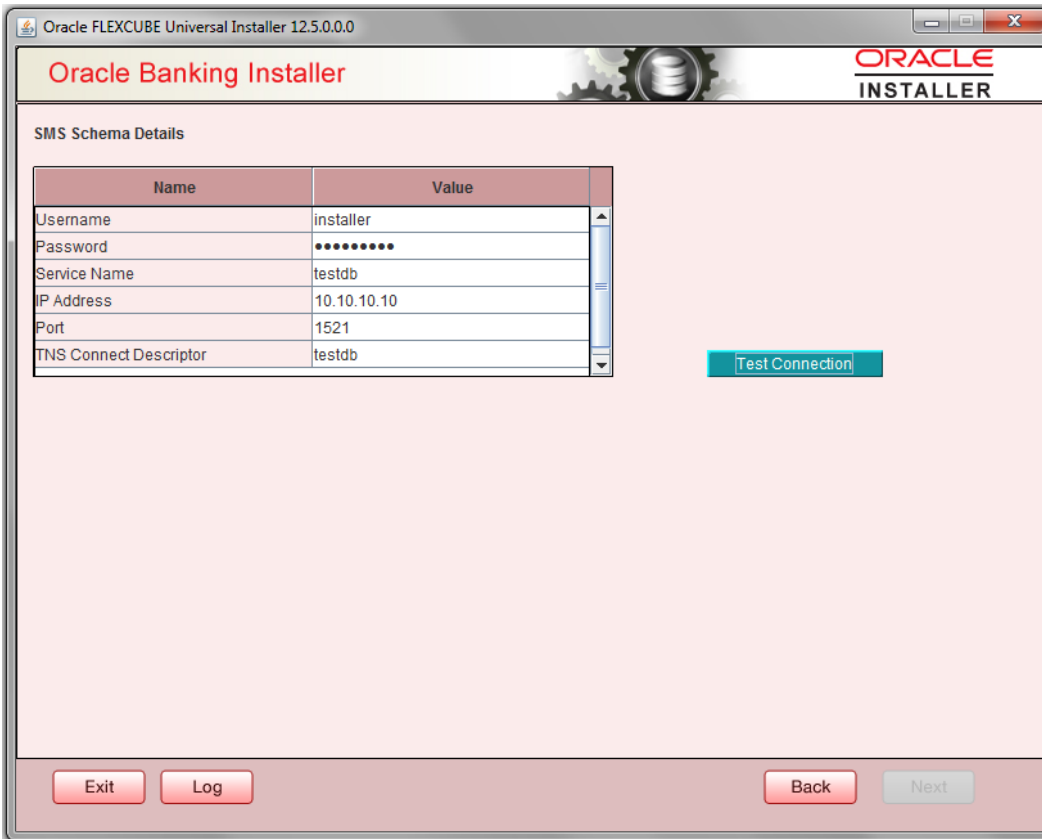 Oracle FLEXCUBE Universal Installer 12.5.0.0.0
Oracle Banking Installer
ORACLE
INSTALLER
SMS Schema Details
Name Value
Username installer
Password •••••••••
Service Name testdb
IP Address 10.10.10.10
Port 1521
TNS Connect Descriptor testdb
Test Connection
Exit Log Back Next